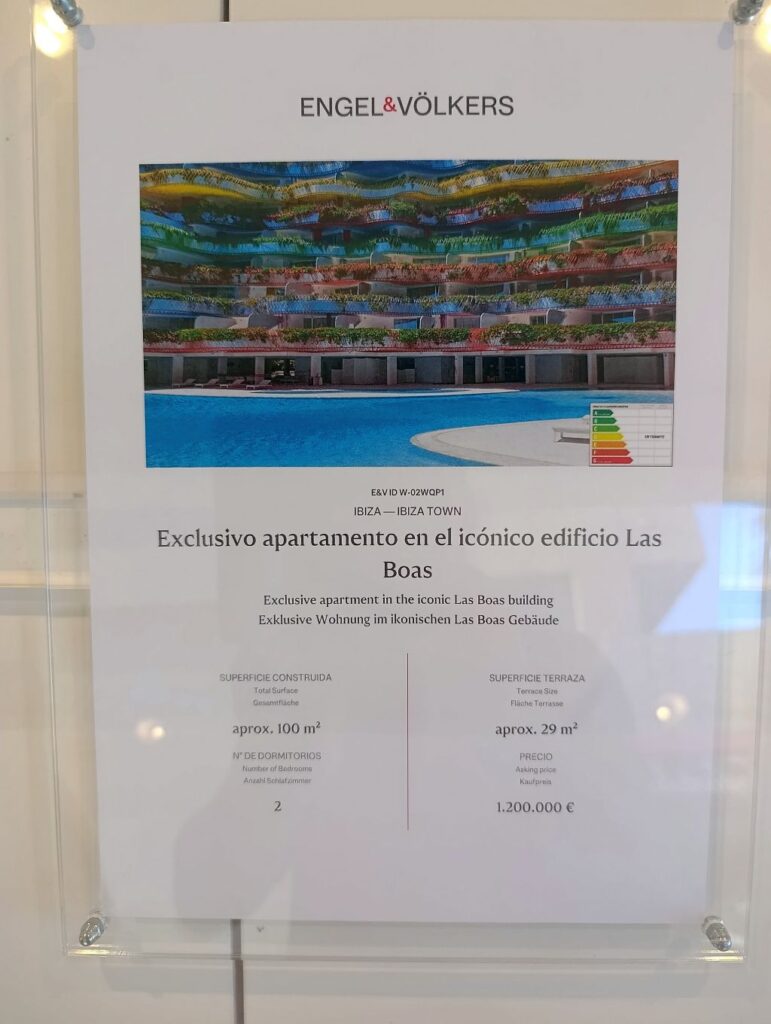 ENGEL&VÖLKERS
A
B
C
D
E
F
G
E&V ID W-02WQP1
IBIZA — IBIZA TOWN
Exclusivo apartamento en el icónico edificio Las
Boas
Exclusive apartment in the iconic Las Boas building
Exklusive Wohnung im ikonischen Las Boas Gebäude
SUPERFICIE CONSTRUIDA
Total Surface
Gesamtfläche
aprox. 100 m²
N° DE DORMITORIOS
Number of Bedrooms
Anzahl Schlafzimmer
2
SUPERFICIE TERRAZA
Terrace Size
Fläche Terrasse
aprox. 29 m²
PRECIO
Asking price
Kaufpreis
1.200.000 €